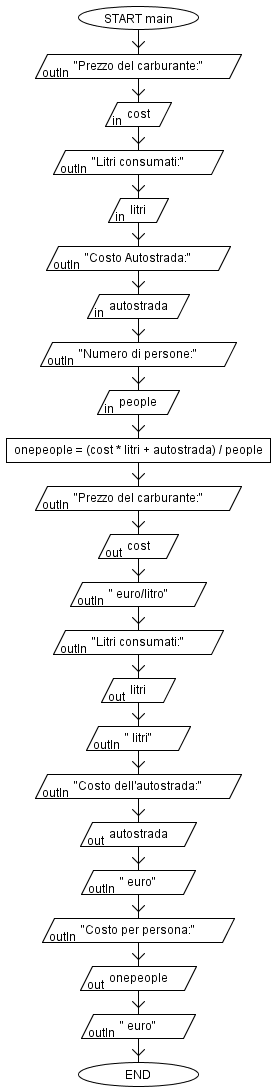 START main
outln "Prezzo del carburante:"
in cost
outln "Litri consumati:"
in litri
outln "Costo Autostrada:"
in autostrada
outln "Numero di persone:"
in people
onepeople = (cost * litri + autostrada) / people
outln "Prezzo del carburante:"
out cost
outln " euro/litro"
outln "Litri consumati:"
out litri
outln " litri"
outln "Costo dell'autostrada:"
out autostrada
outln " euro"
outln "Costo per persona:"
out onepeople
outln " euro"
END